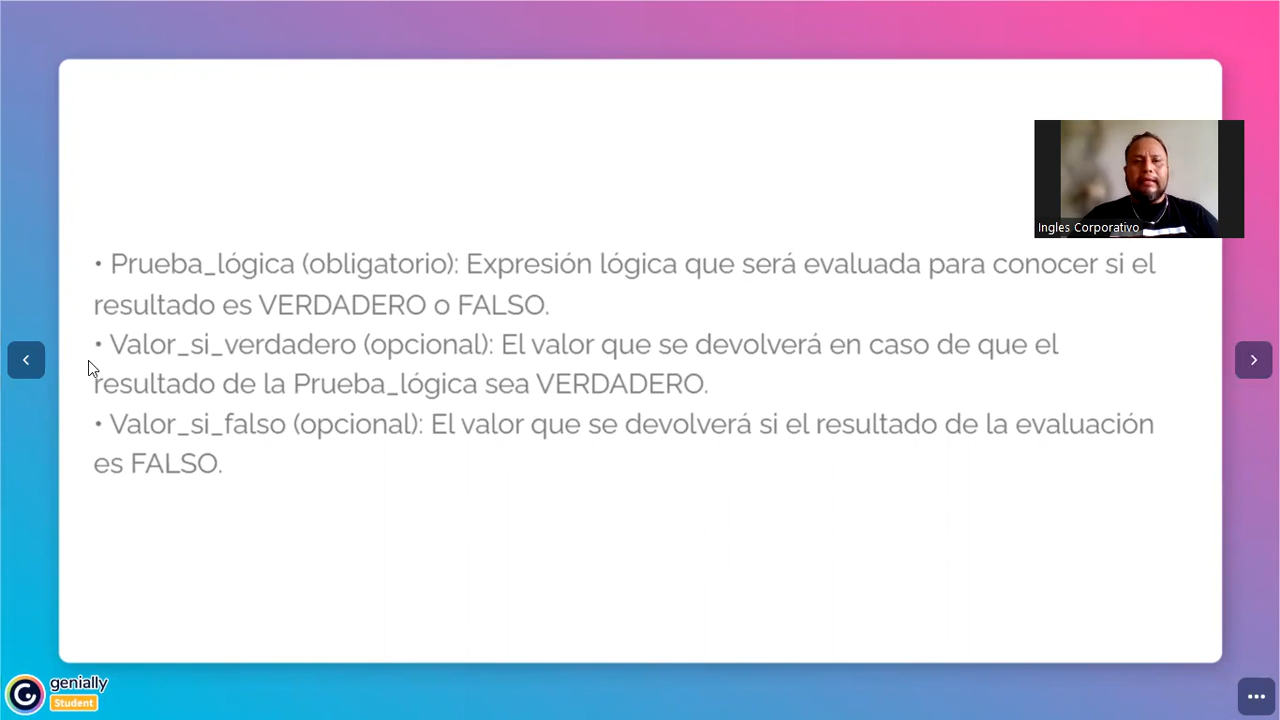 Ingles Corporativo
• Prueba_lógica (obligatorio): Expresión lógica que será evaluada para conocer si el
resultado es VERDADERO o FALSO.
• Valor_si_verdadero (opcional): El valor que se devolverá en caso de que el
resultado de la Prueba_lógica sea VERDADERO.
• Valor_si_falso (opcional): El valor que se devolverá si el resultado de la evaluación
es FALSO.
genially
Student